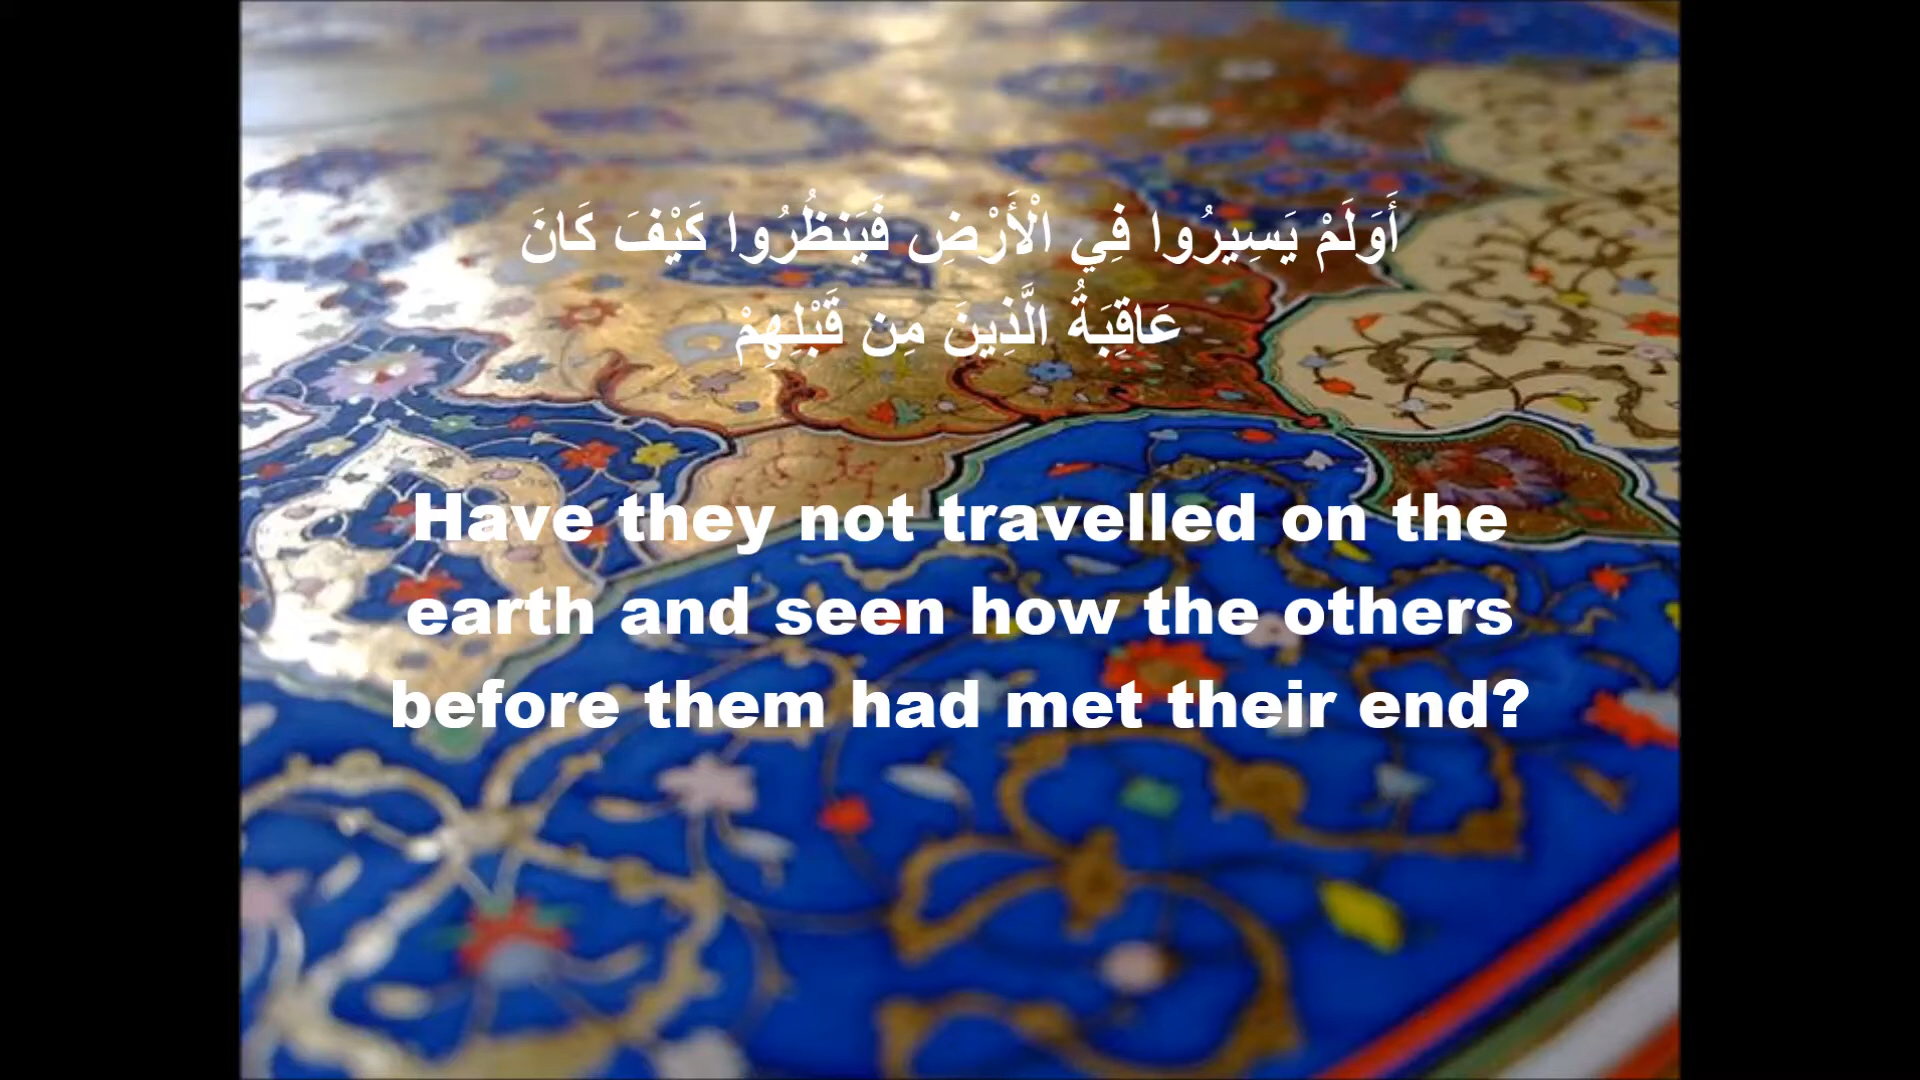 أَوَلَمْ يَسِيرُوا فِي الْأَرْضِ فَيَنظُرُوا كَيْفَ كَانَ
عَاقِبَةُ الَّذِينَ مِن قَبْلِهِمْ
Have they not travelled on the
earth and seen how the others
before them had met their end?